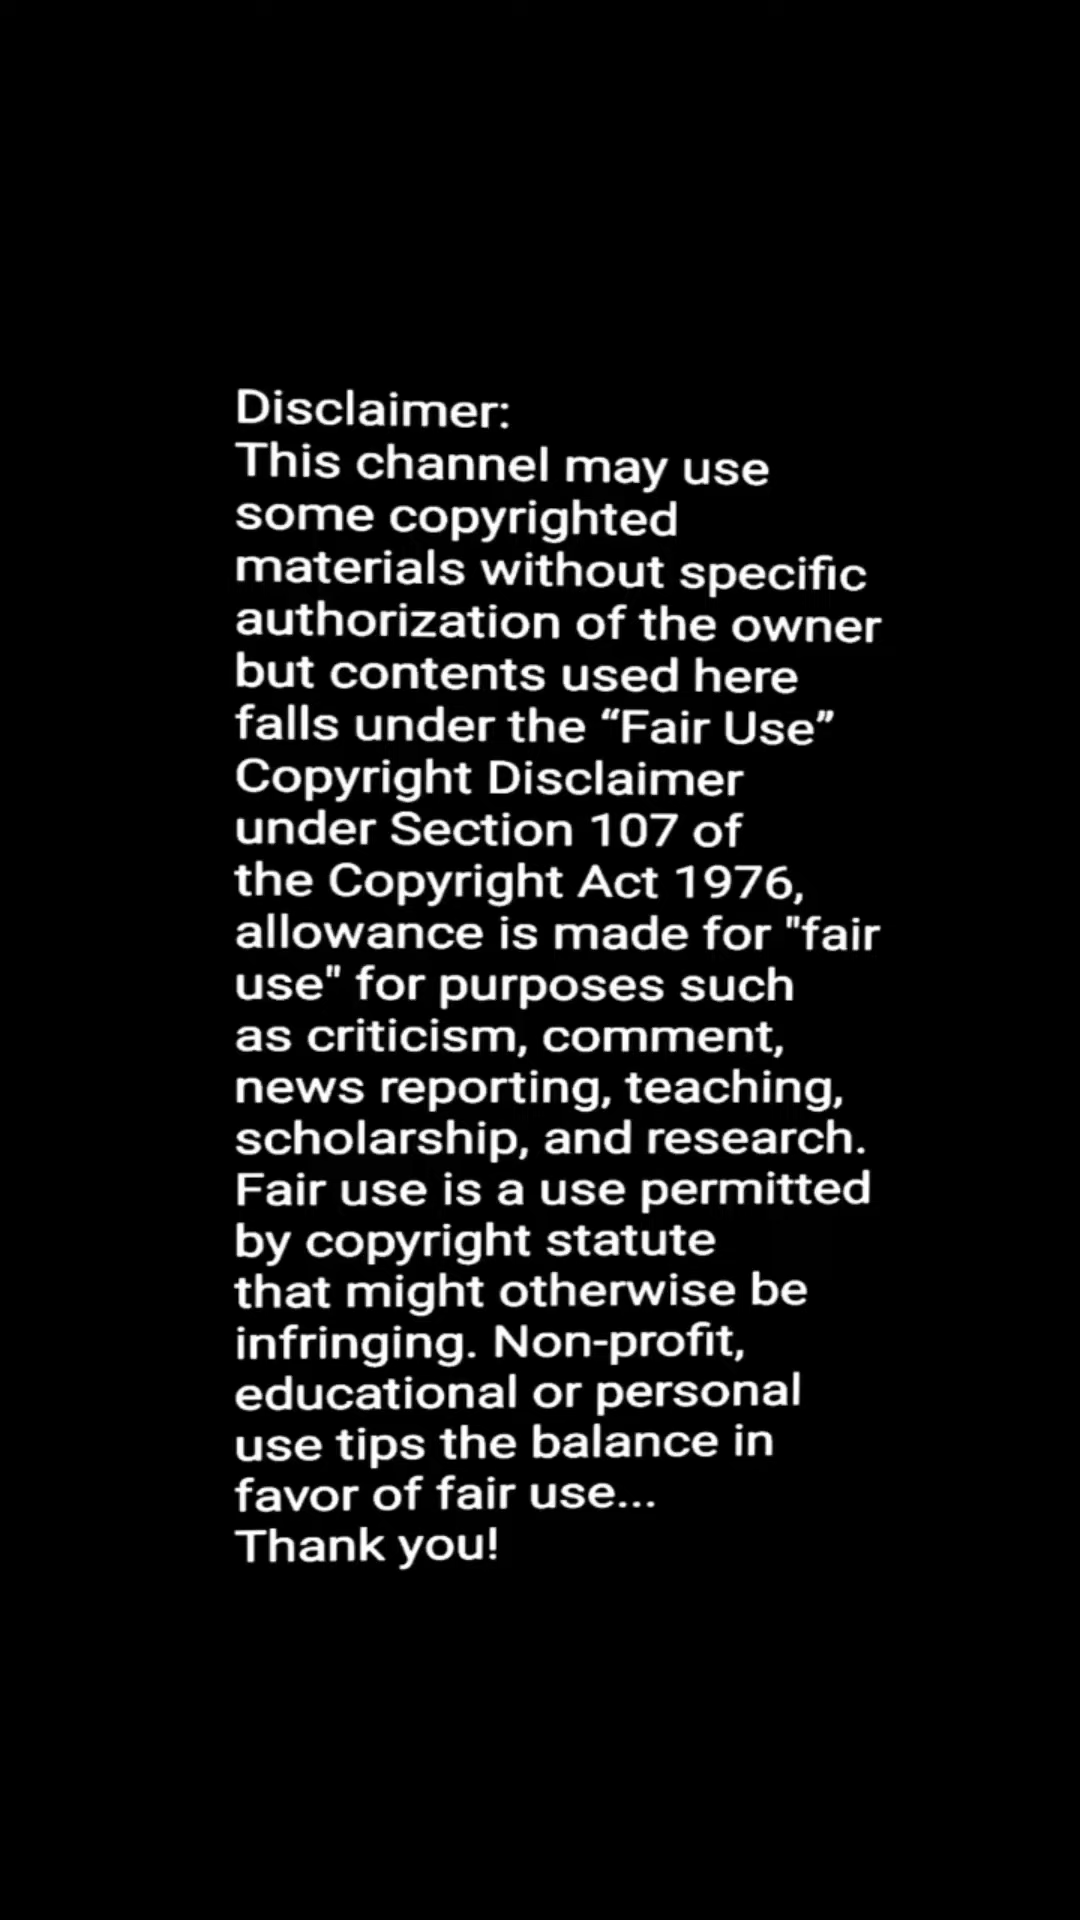 Disclaimer:
This channel may use
some copyrighted
materials without specific
authorization of the owner
but contents used here
falls under the “Fair Use”
Copyright Disclaimer
under Section 107 of
the Copyright Act 1976,
allowance is made for "fair
use" for purposes such
as criticism, comment,
news reporting, teaching,
scholarship, and research.
Fair use is a use permitted
by copyright statute
that might otherwise be
infringing. Non-profit,
educational or personal
use tips the balance in
favor of fair use...
Thank you!